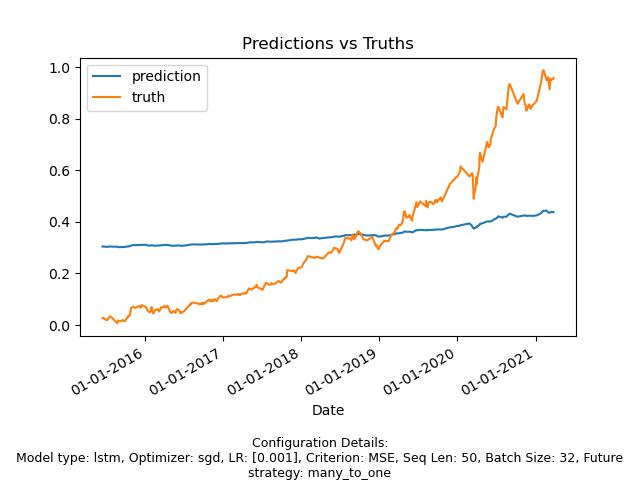 Predictions vs Truths
prediction
truth
1.0
0.8
0.6
0.4
0.2
0.0
01-01-2016
01-01-2017
01-01-2018
01-01-2019
01-01-2020
01-01-2021
Date
Configuration Details:
Model type: lstm, Optimizer: sgd, LR: [0.001], Criterion: MSE, Seq Len: 50, Batch Size: 32, Future
strategy: many_to_one